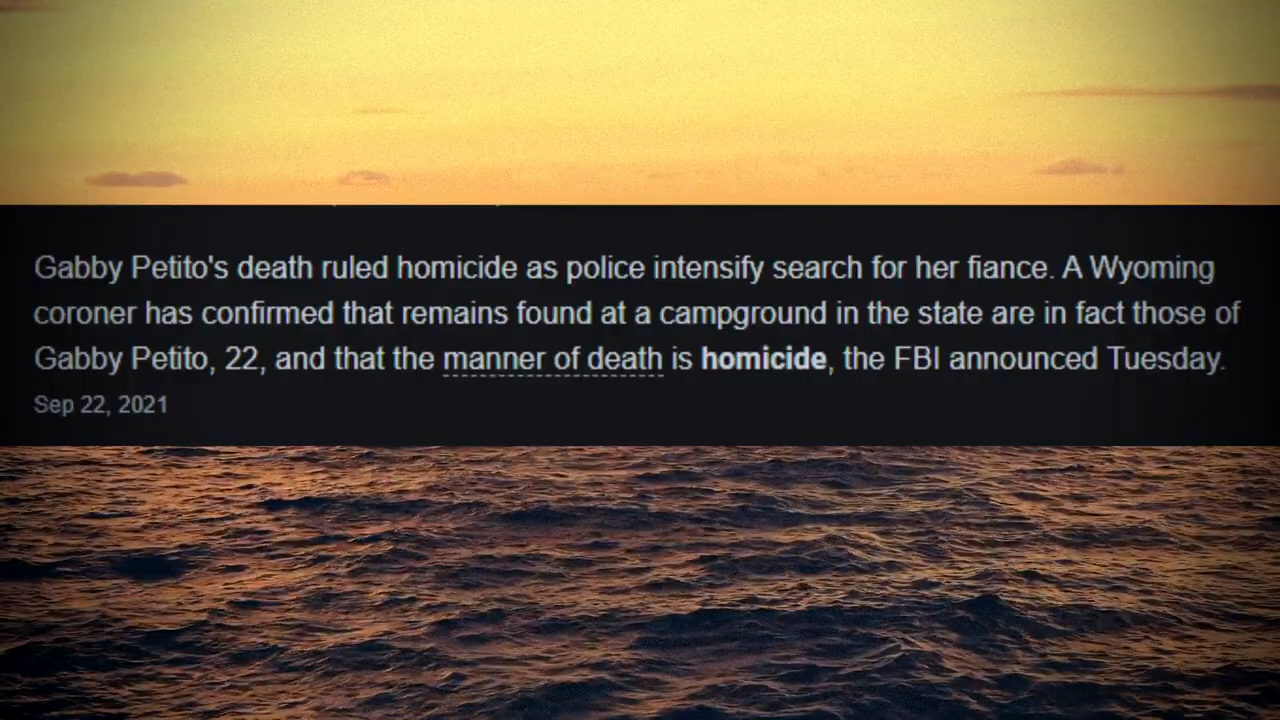 Gabby Petito's death ruled homicide as police intensify search for her fiance. A Wyoming
coroner has confirmed that remains found at a campground in the state are in fact those of
Gabby Petito, 22, and that the manner of death is homicide, the FBI announced Tuesday.
Sep 22, 2021